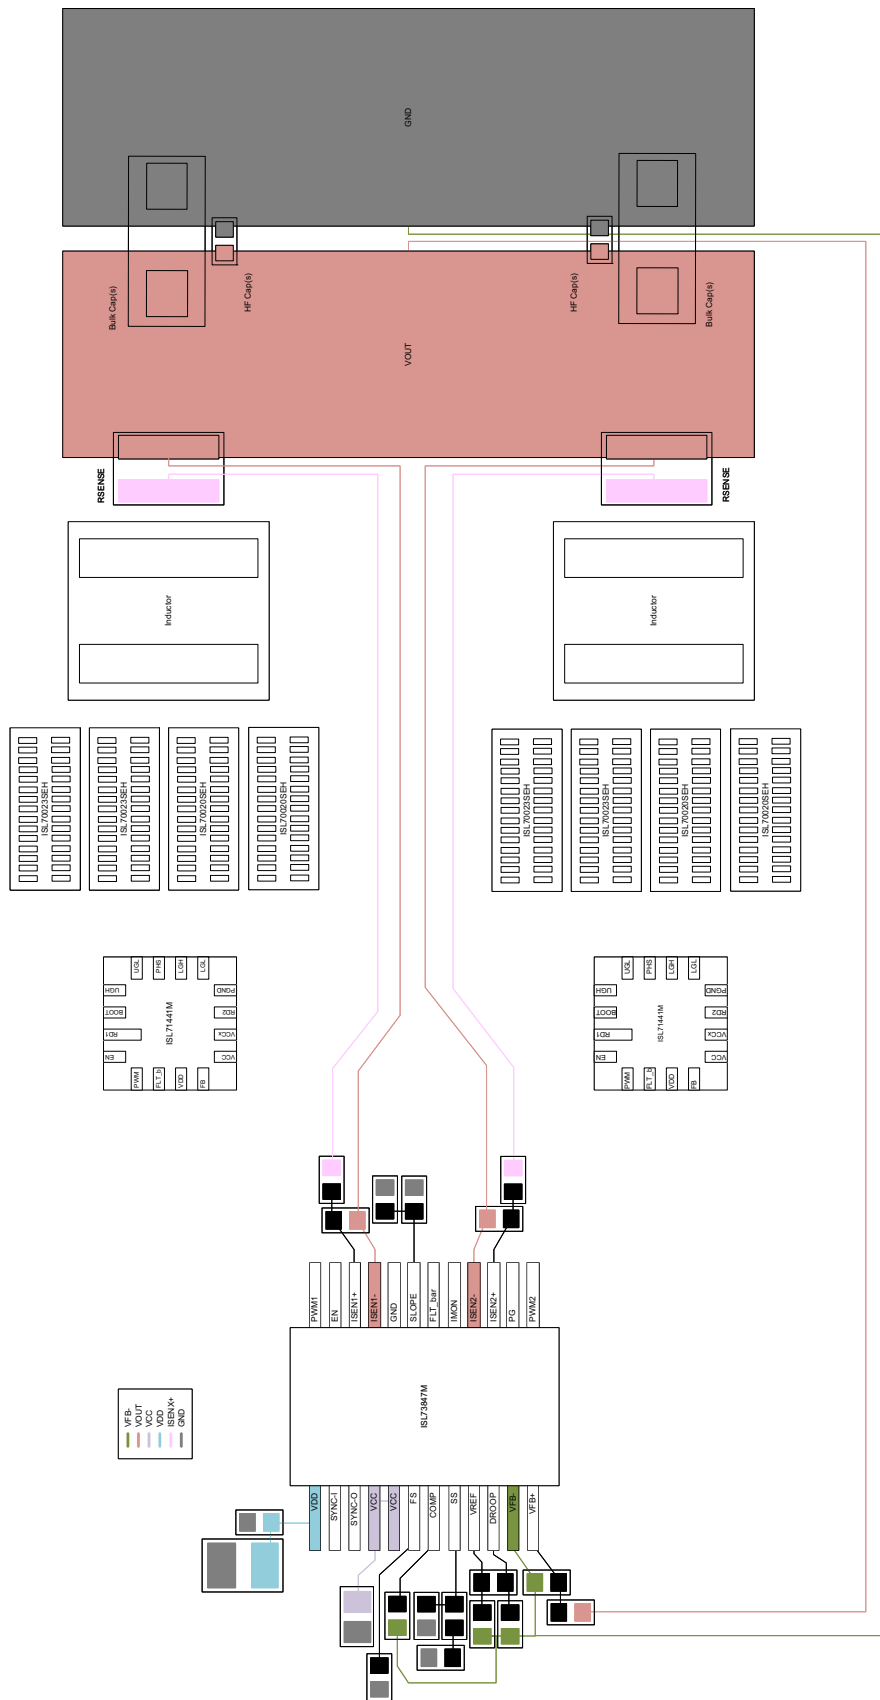 GND
Bulk Cap(s)
HF Cap(s)
HF Cap(s)
Bulk Cap(s)
VOUT
RSENSE
RSENSE
Inductor
Inductor
ISL70023SEH
ISL70023SEH
ISL70020SEH
ISL70020SEH
ISL70023SEH
ISL70023SEH
ISL70020SEH
ISL70020SEH
UGL
PHS
LGH
LGL
UGH
BOOT
RD1
EN
PGND
RD2
VCCx
VCC
ISL71441M
PWM
FLT_b
VDD
FB
UGL
PHS
LGH
LGL
UGH
BOOT
RD1
EN
PGND
RD2
VCCx
VCC
ISL71441M
PWM
FLT_b
VDD
FB
PWM1
EN
ISEN1+
ISEN1-
GND
SLOPE
FLT_bar
IMON
ISEN2-
ISEN2+
PG
PWM2
ISL73847M
VFB-
VOUT
VCC
VDD
ISENX+
GND
VDD
SYNC-I
SYNC-O
VCC
VCC
FS
COMP
SS
VREF
DROOP
VFB-
VFB+